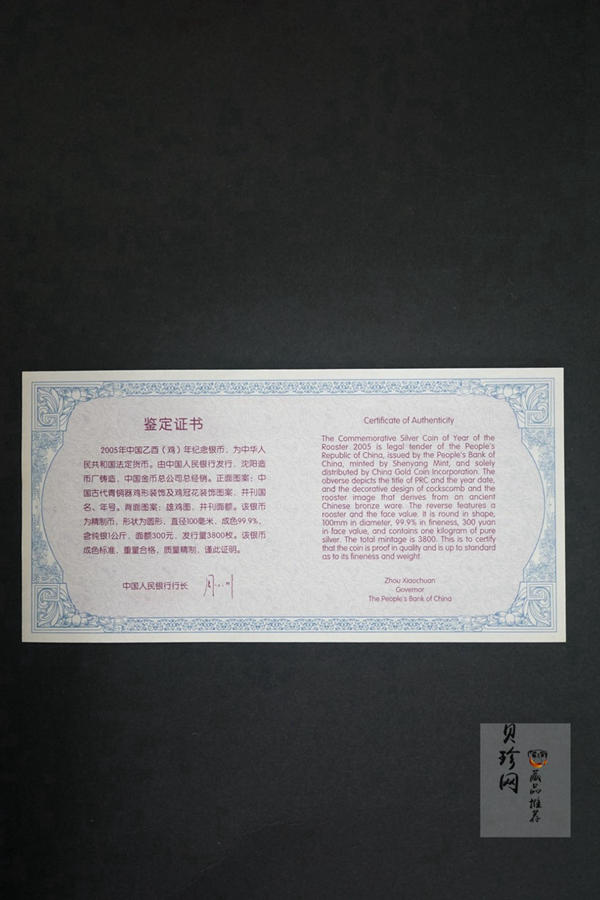 鉴定证书
2005年中国乙酉（鸡）年纪念银币，为中华人
民共和国法定货币。由中国人民银行发行，沈阳造
币厂铸造，中国金币总公司总经销。正面图案：中
国古代青铜器鸡形装饰及鸡冠花装饰图案，并刊国
名、年号。背面图案：雄鸡图，并刊面额。该银币
为精制币，形状为圆形，直径100毫米，成色99.9%，
含纯银1公斤，面额300元，发行量3800枚。该银币
成色标准，重量合格，质量精制，谨此证明。
中国人民银行行长
Certificate of Authenticity
The Commemorative Silver Coin of Year of the
Rooster 2005 is legal tender of the People's
Republic of China, issued by the People's Bank of
China, minted by Shenyang Mint, and solely
distributed by China Gold Coin Incorporation. The
obverse depicts the title of PRC and the year date,
and the decorative design of cockscomb and the
rooster image that derives from an ancient
Chinese bronze ware. The reverse features a
rooster and the face value. It is round in shape,
100mm in diameter, 99.9% in fineness, 300 yuan
in face value, and contains one kilogram of pure
silver. The total mintage is 3800. This is to certify
that the coin is proof in quality and is up to standard
as to its fineness and weight
Zhou Xiaochuan
Governor
The People's Bank of China
贝珍网
藏品推荐